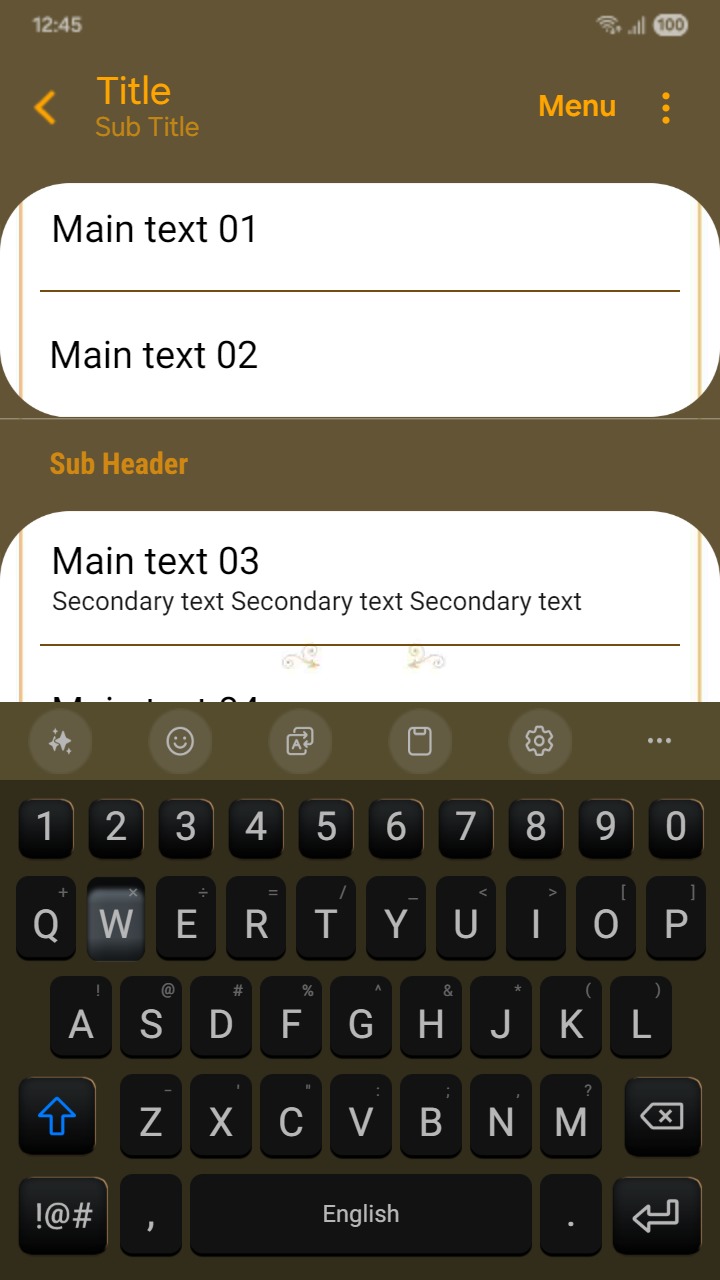 12:45
100
Title
Menu
Sub Title
Main text 01
Main text 02
Sub Header
Main text 03
Secondary text Secondary text Secondary text
1 2 3 4 5 6 7 8 9 0
+ × ÷ = / _ < > [ ]
Q W E R T Y U I O P
! @ # % ^ & * ( )
A S D F G H J K L
- ' " : ; , ?
Z X C V B N M
!@# , English .